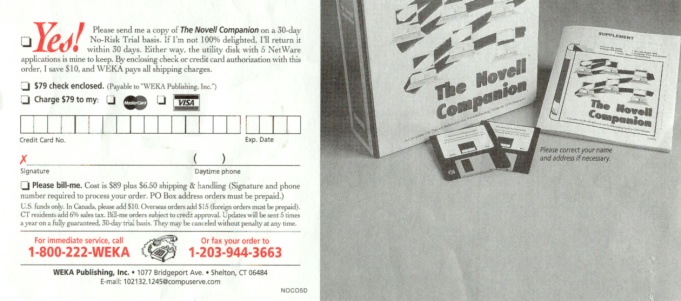 Yes! Please send me a copy of The Novell Companion on a 30-day
No-Risk Trial basis. If I'm not 100% delighted, I'll return it
within 30 days. Either way, the utility disk with 5 NetWare
applications is mine to keep. By enclosing check or credit card authorization with this
order, I save $10, and WEKA pays all shipping charges.
$79 check enclosed. (Payable to "WEKA Publishing, Inc.")
Charge $79 to my: MasterCard VISA
Credit Card No. Exp. Date
X ( )
Signature Daytime phone
Please bill-me. Cost is $89 plus $6.50 shipping & handling (Signature and phone
number required to process your order. PO Box address orders must be prepaid.)
U.S. funds only. In Canada, please add $10. Overseas orders add $15 (foreign orders must be prepaid).
CT residents add 6% sales tax. Bill-me orders subject to credit approval. Updates will be sent 5 times
a year on a fully guaranteed, 30-day trial basis. They may be canceled without penalty at any time.
For immediate service, call
1-800-222-WEKA
Or fax your order to
1-203-944-3663
WEKA Publishing, Inc. • 1077 Bridgeport Ave. • Shelton, CT 06484
E-mail: 102132.1245@compuserve.com
NOCO5D
The Novell
Companion
SUPPLEMENT
The Novell
Companion
Please correct your name
and address if necessary.